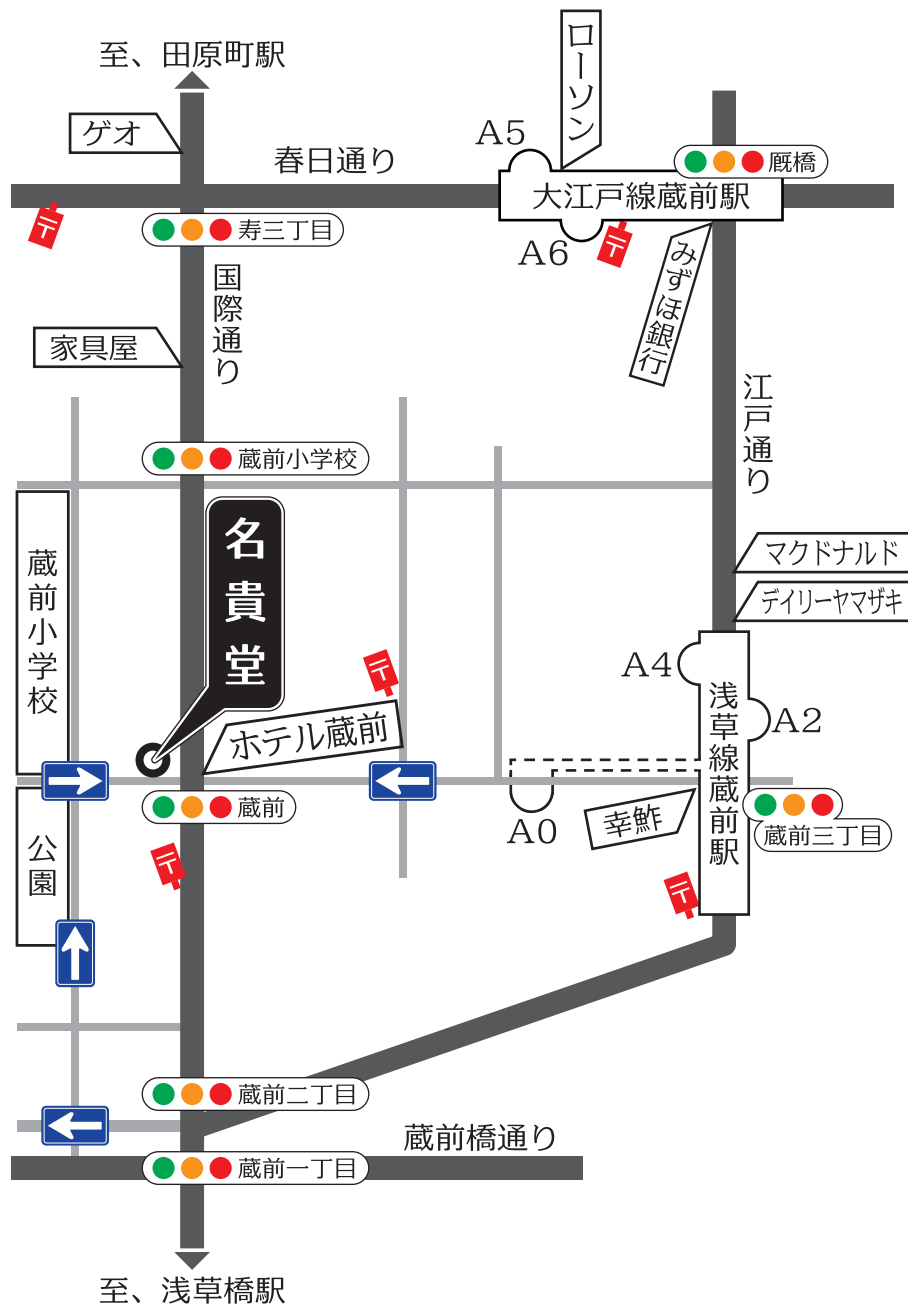 至、田原町駅
ローソン
ゲオ
A5
春日通り
厩橋
大江戸線蔵前駅
寿三丁目
A6
みずほ銀行
国際通り
家具屋
江戸通り
蔵前小学校
名貴堂
マクドナルド
デイリーヤマザキ
蔵前小学校
A4
浅草線蔵前駅
A2
ホテル蔵前
蔵前
A0
幸鮓
蔵前三丁目
公園
蔵前二丁目
蔵前橋通り
蔵前一丁目
至、浅草橋駅